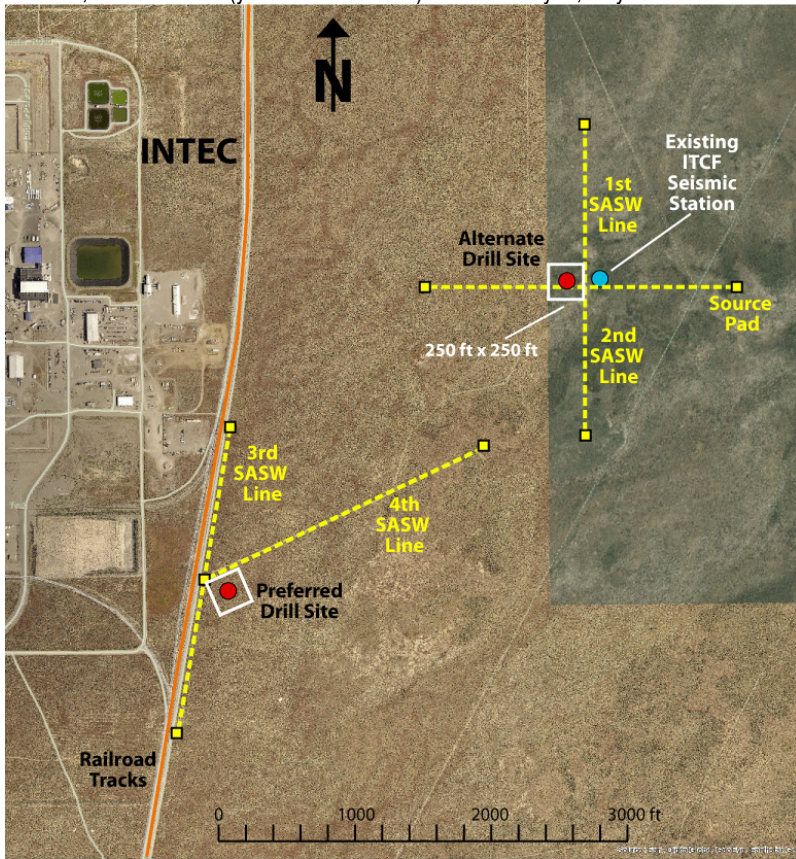 N
INTEC
Existing
ITCF
Seismic
Station
1st
SASW
Line
Alternate
Drill Site
Source
Pad
250 ft x 250 ft
2nd
SASW
Line
3rd
SASW
Line
4th
SASW
Line
Preferred
Drill Site
Railroad
Tracks
0 1000 2000 3000 ft